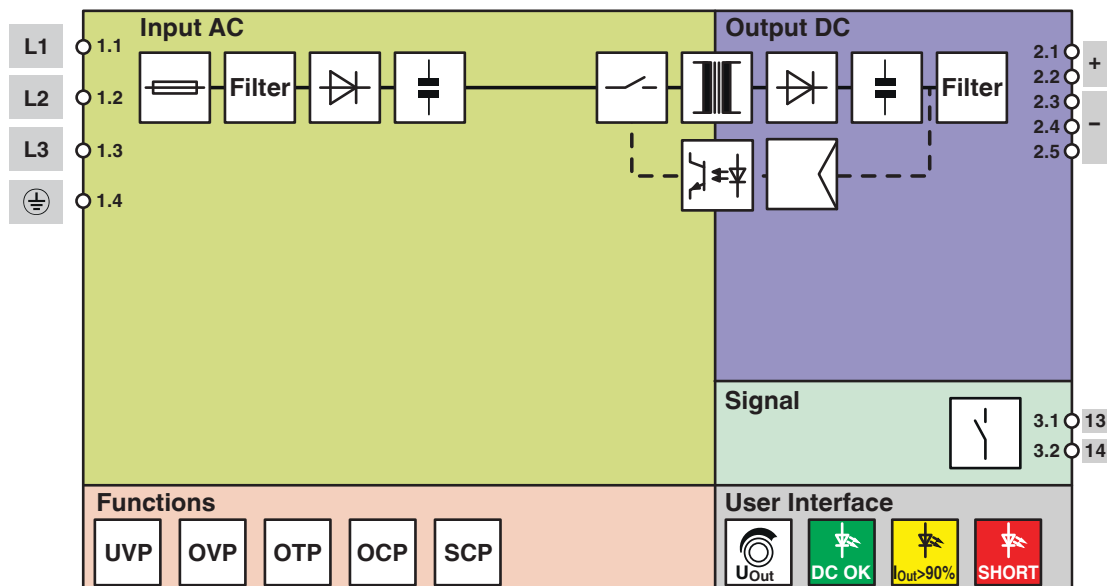 Input AC
Output DC
L1
1.1
L2
1.2
L3
1.3
1.4
Filter
Filter
2.1
2.2
+
2.3
2.4
2.5
−
Signal
3.1
13
3.2
14
Functions
UVP
OVP
OTP
OCP
SCP
User Interface
UOut
DC OK
IOut>90%
SHORT